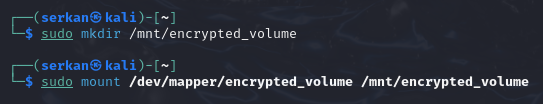 ┌──(serkan㉿kali)-[~]
└─$ sudo mkdir /mnt/encrypted_volume
┌──(serkan㉿kali)-[~]
└─$ sudo mount /dev/mapper/encrypted_volume /mnt/encrypted_volume